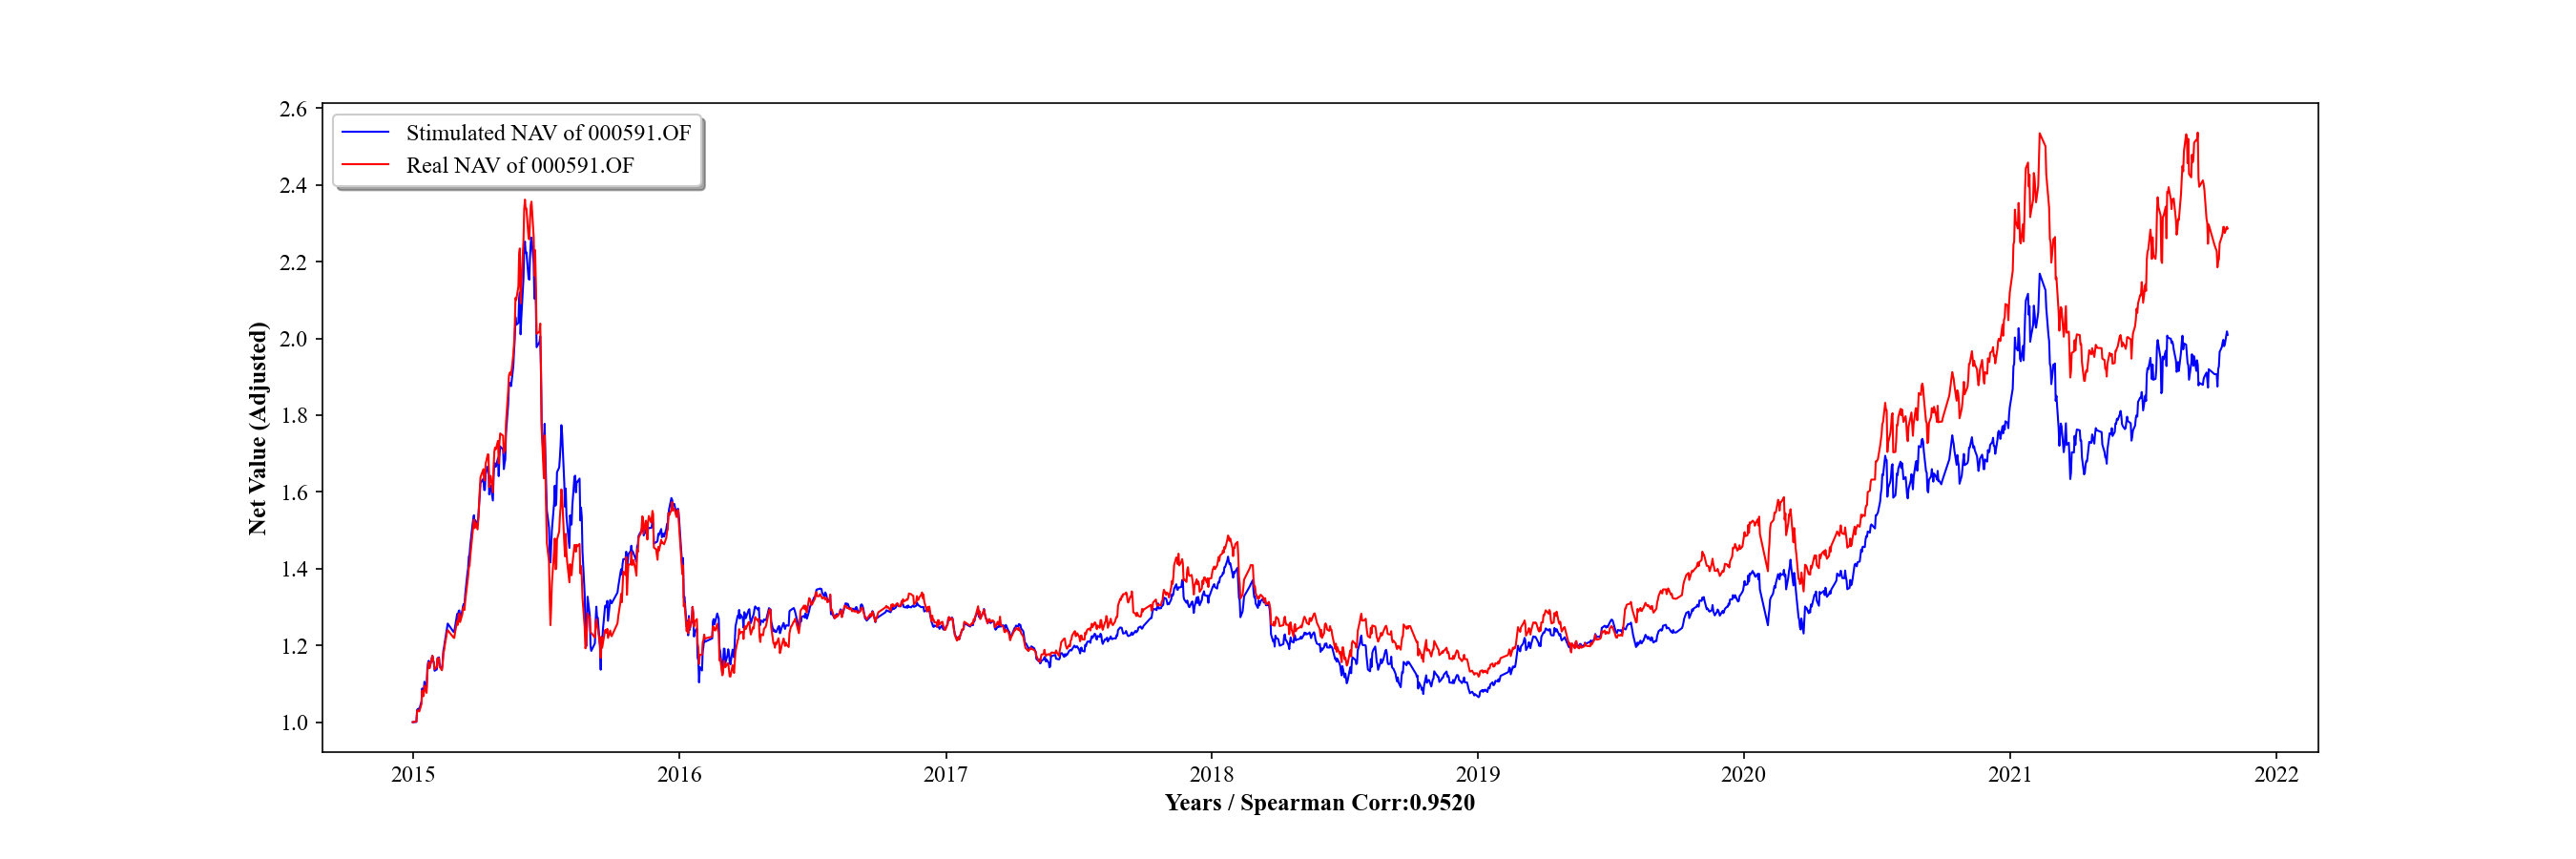 2.6
2.4
2.2
2.0
1.8
1.6
1.4
1.2
1.0
Net Value (Adjusted)
Stimulated NAV of 000591.OF
Real NAV of 000591.OF
2015 2016 2017 2018 2019 2020 2021 2022
Years / Spearman Corr:0.9520